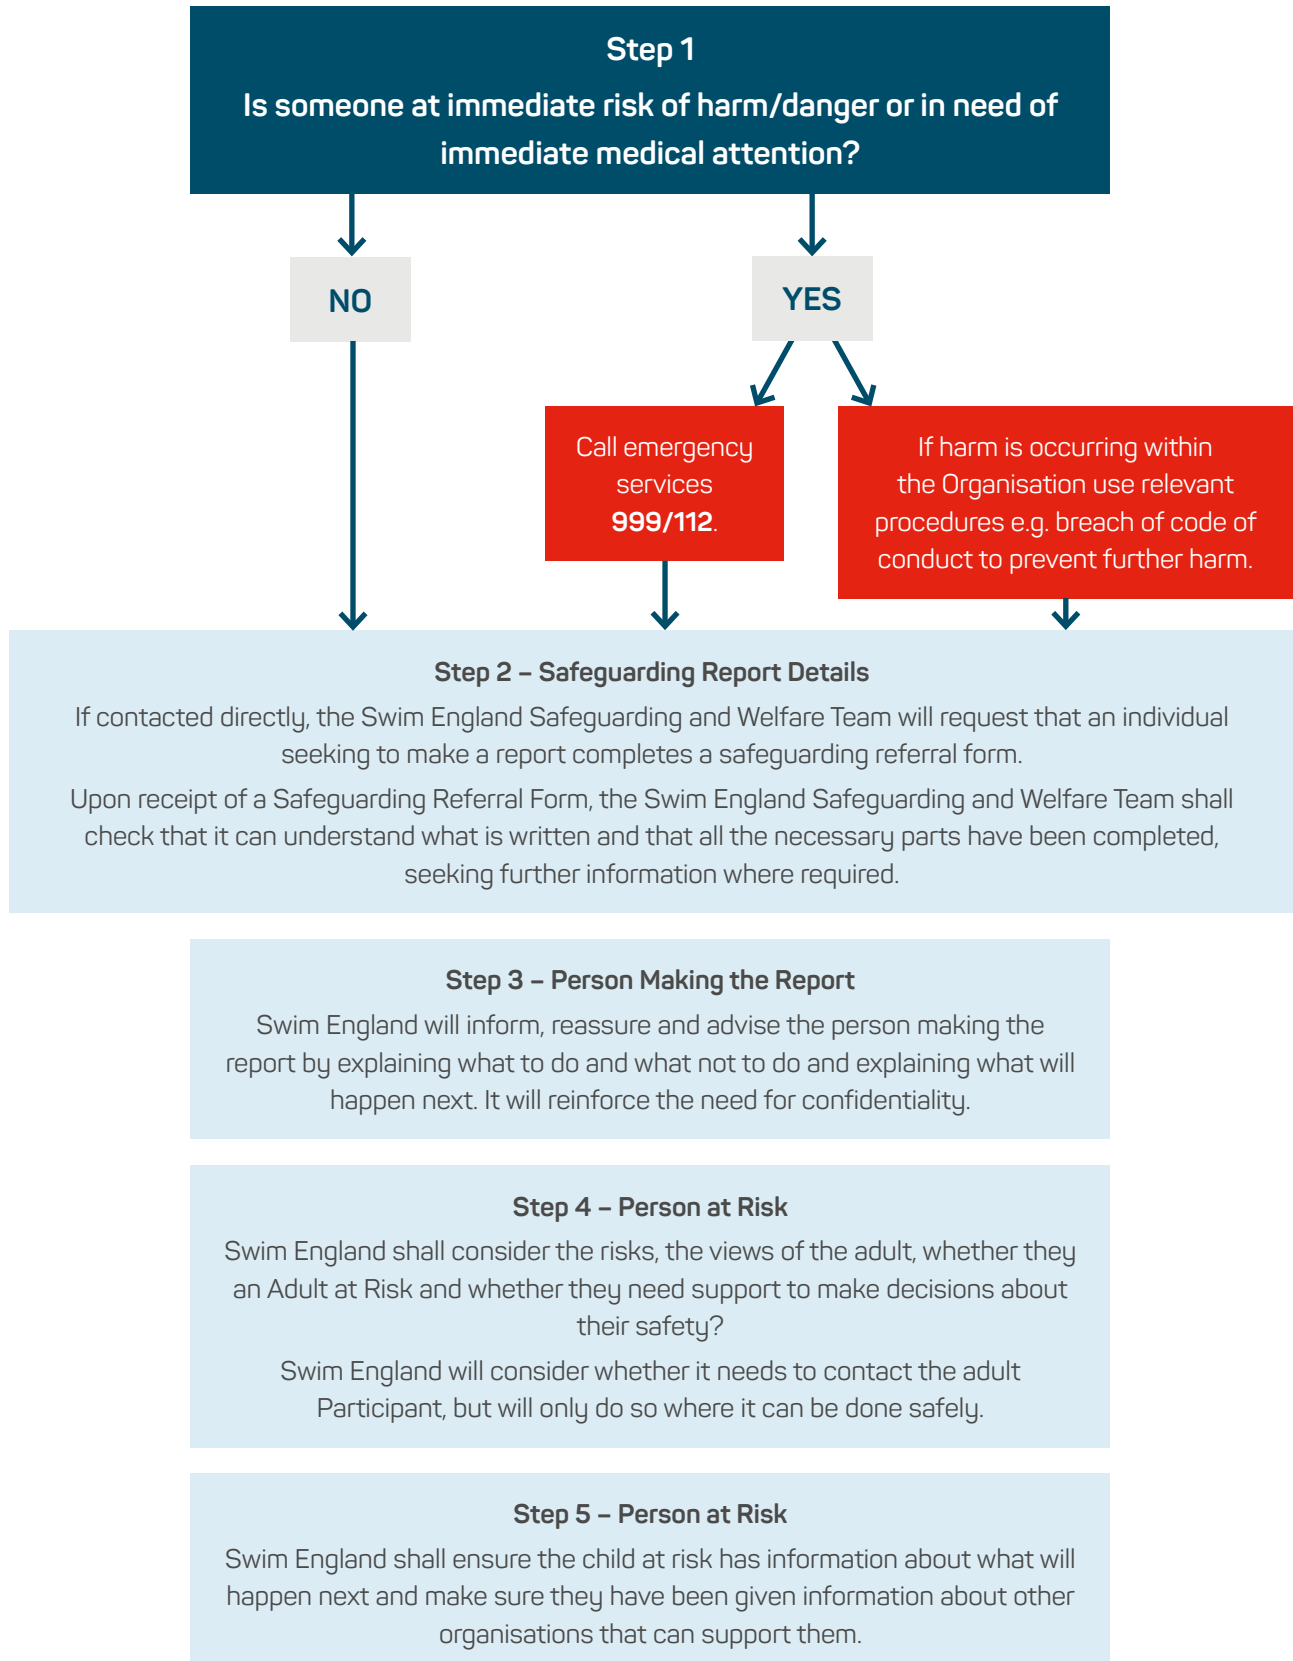 Step 1
Is someone at immediate risk of harm/danger or in need of
immediate medical attention?
NO
YES
Call emergency
services
999/112.
If harm is occurring within
the Organisation use relevant
procedures e.g. breach of code of
conduct to prevent further harm.
Step 2 – Safeguarding Report Details
If contacted directly, the Swim England Safeguarding and Welfare Team will request that an individual
seeking to make a report completes a safeguarding referral form.
Upon receipt of a Safeguarding Referral Form, the Swim England Safeguarding and Welfare Team shall
check that it can understand what is written and that all the necessary parts have been completed,
seeking further information where required.
Step 3 – Person Making the Report
Swim England will inform, reassure and advise the person making the
report by explaining what to do and what not to do and explaining what will
happen next. It will reinforce the need for confidentiality.
Step 4 – Person at Risk
Swim England shall consider the risks, the views of the adult, whether they
an Adult at Risk and whether they need support to make decisions about
their safety?
Swim England will consider whether it needs to contact the adult
Participant, but will only do so where it can be done safely.
Step 5 – Person at Risk
Swim England shall ensure the child at risk has information about what will
happen next and make sure they have been given information about other
organisations that can support them.